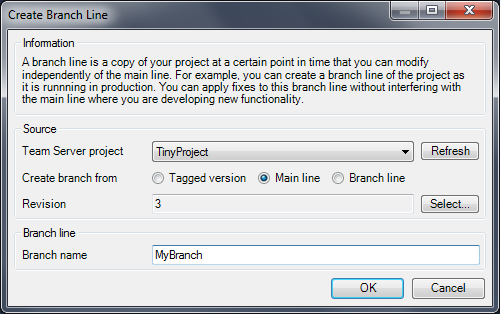 Create Branch Line
Information
A branch line is a copy of your project at a certain point in time that you can modify
independently of the main line. For example, you can create a branch line of the project as
it is runnning in production. You can apply fixes to this branch line without interfering with
the main line where you are developing new functionality.
Source
Team Server project TinyProject Refresh
Create branch from Tagged version Main line Branch line
Revision 3 Select...
Branch line
Branch name MyBranch
OK Cancel